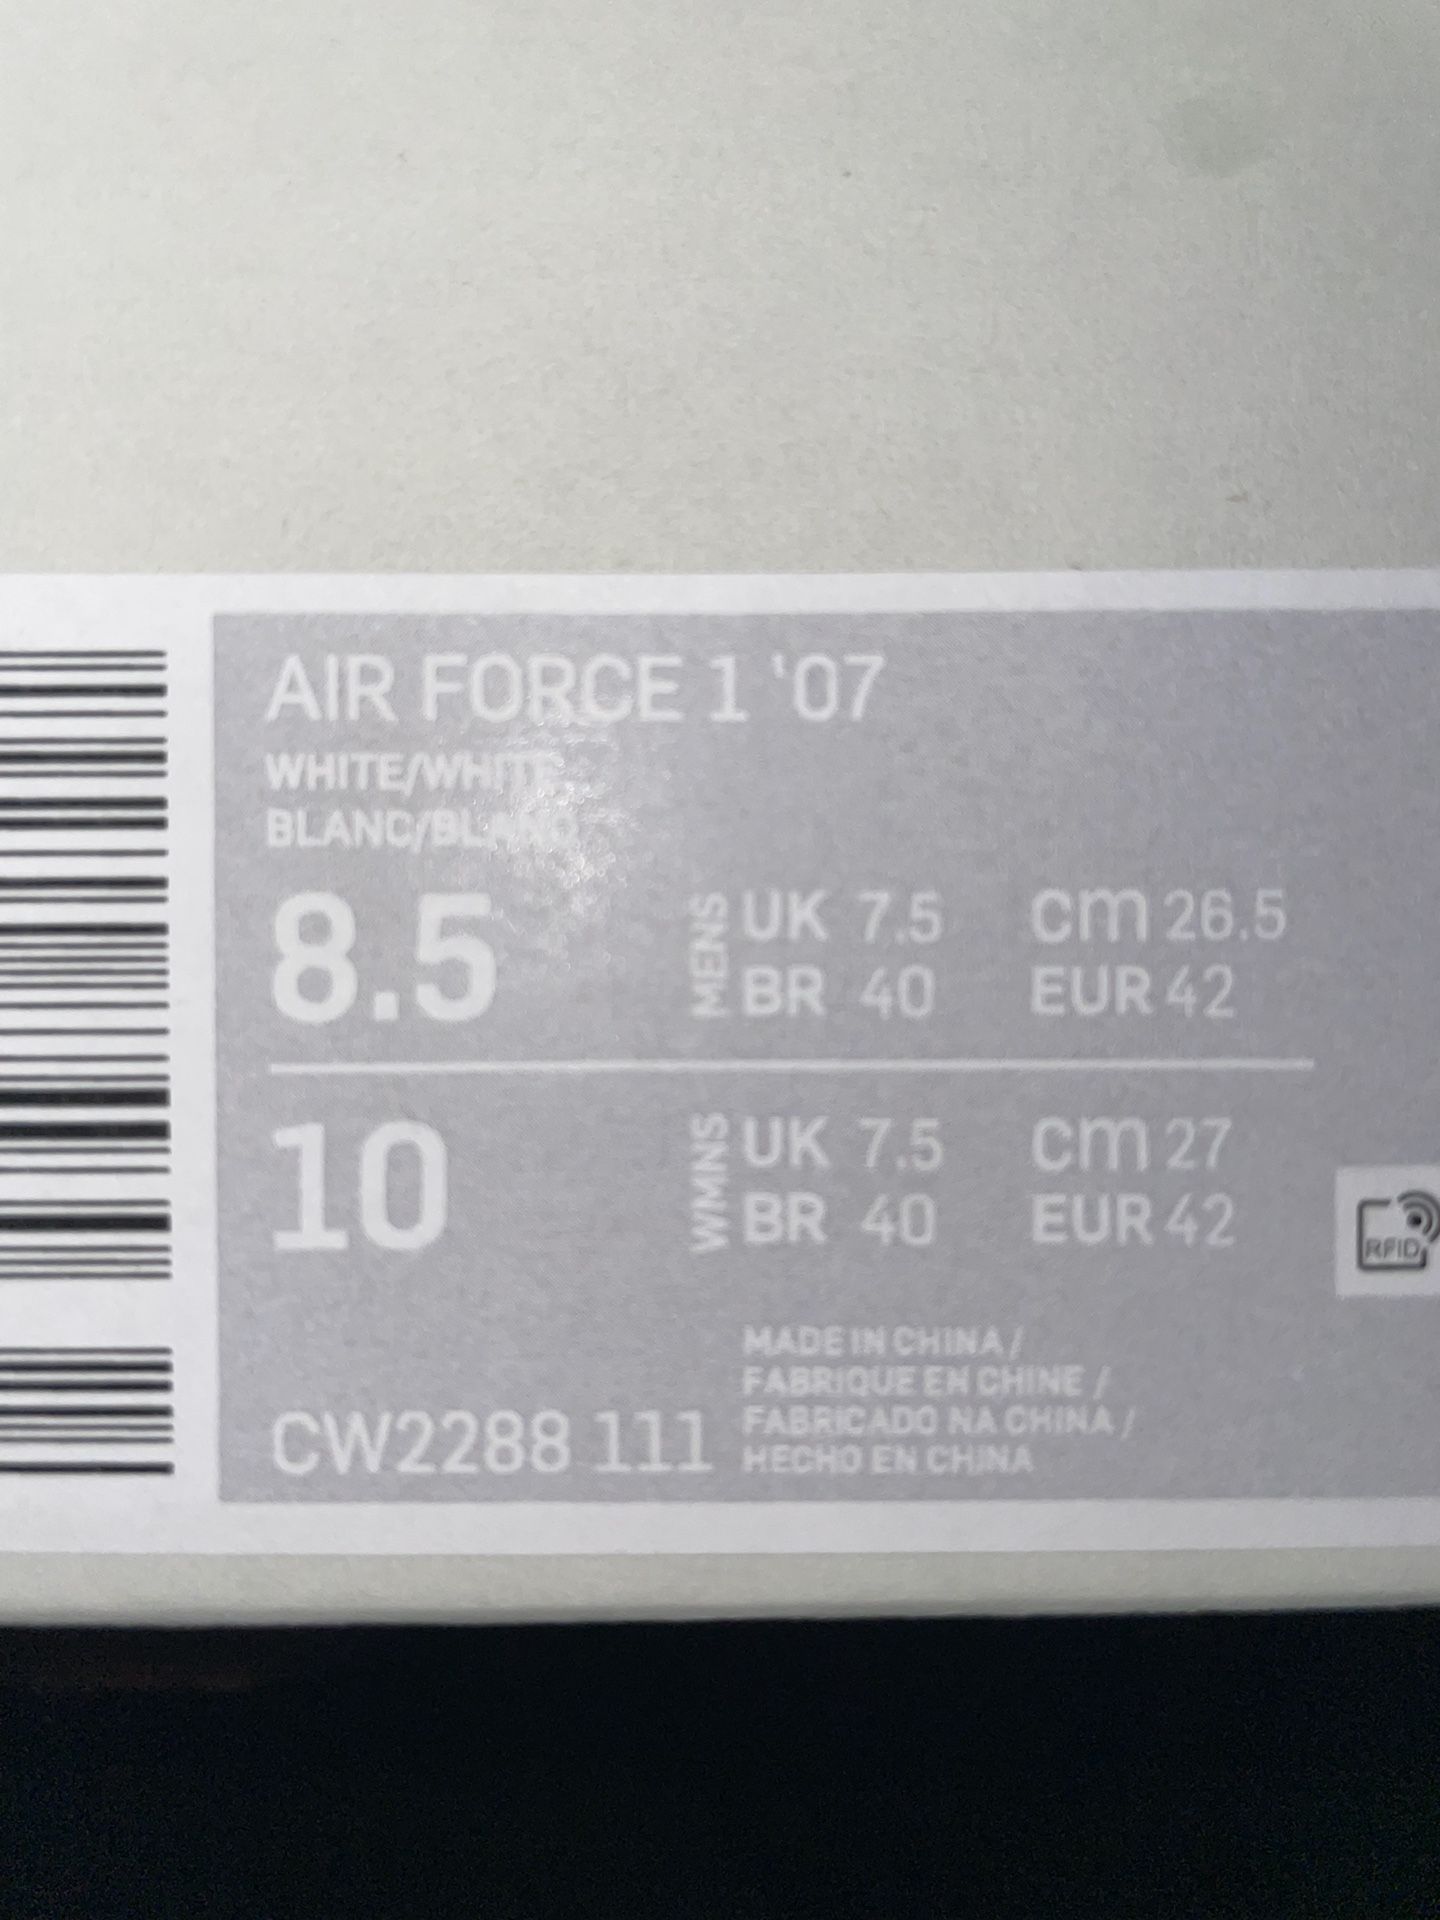 AIR FORCE 1 '07
WHITE/WHITE
BLANC/BLANC
8.5 MENS UK 7.5 cm 26.5
BR 40 EUR 42
10 WMNS UK 7.5 cm 27
BR 40 EUR 42
RFID
MADE IN CHINA /
FABRIQUE EN CHINE /
FABRICADO NA CHINA /
CW2288 111 HECHO EN CHINA